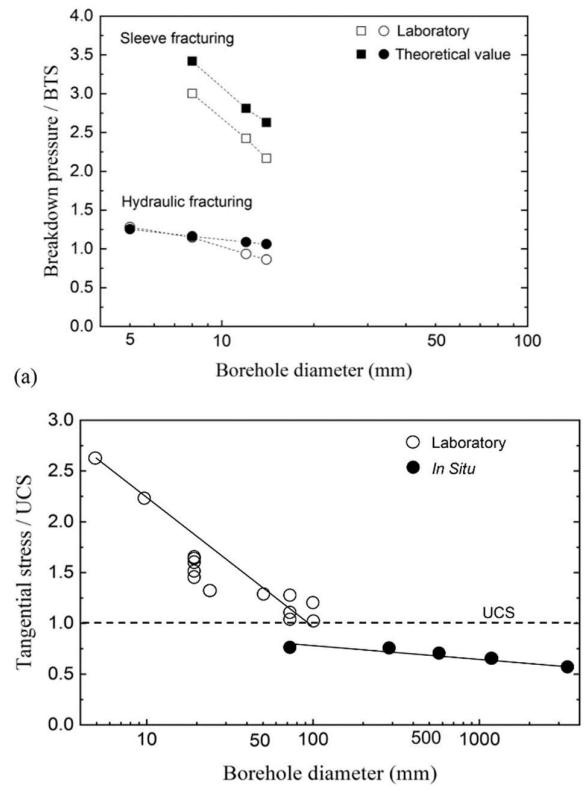 4.0
3.5
3.0
2.5
2.0
1.5
1.0
0.5
0.0
Breakdown pressure / BTS
Sleeve fracturing
Laboratory
Theoretical value
Hydraulic fracturing
5 10 50 100
Borehole diameter (mm)
(a)
3.0
2.5
2.0
1.5
1.0
0.5
0.0
Tangential stress / UCS
Laboratory
In Situ
UCS
10 50 100 500 1000
Borehole diameter (mm)